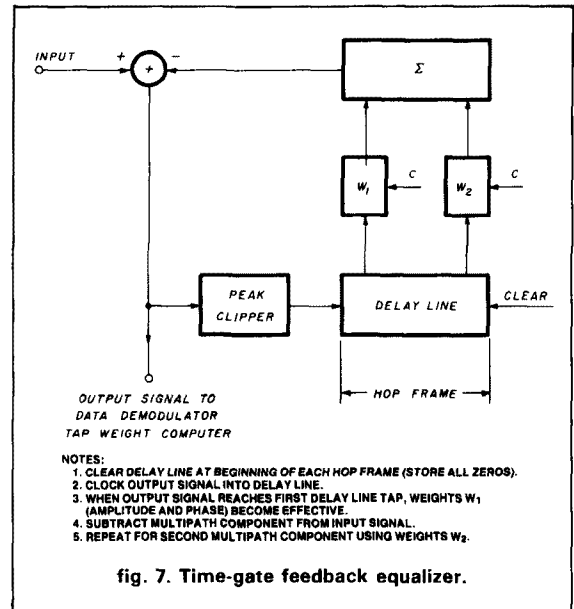 INPUT
+
-
+
Σ
W1
C
W2
C
PEAK
CLIPPER
DELAY LINE
CLEAR
HOP FRAME
OUTPUT SIGNAL TO
DATA DEMODULATOR
TAP WEIGHT COMPUTER
NOTES:
1. CLEAR DELAY LINE AT BEGINNING OF EACH HOP FRAME (STORE ALL ZEROS).
2. CLOCK OUTPUT SIGNAL INTO DELAY LINE.
3. WHEN OUTPUT SIGNAL REACHES FIRST DELAY LINE TAP, WEIGHTS W1
(AMPLITUDE AND PHASE) BECOME EFFECTIVE.
4. SUBTRACT MULTIPATH COMPONENT FROM INPUT SIGNAL.
5. REPEAT FOR SECOND MULTIPATH COMPONENT USING WEIGHTS W2.
fig. 7. Time-gate feedback equalizer.